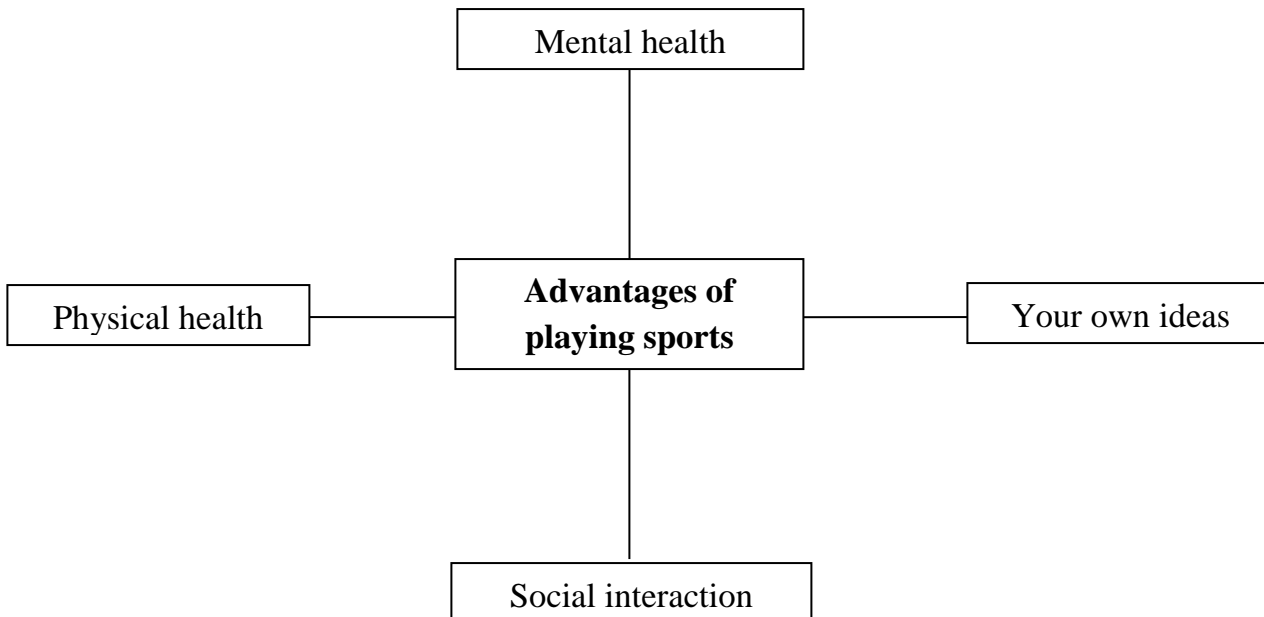 Mental health
Advantages of
playing sports
Physical health
Your own ideas
Social interaction